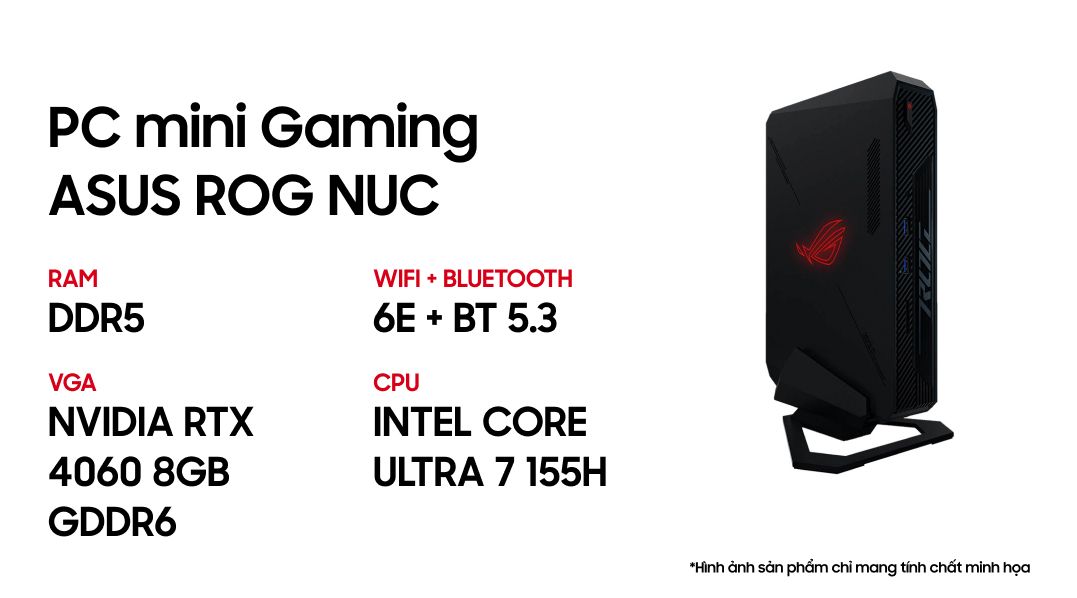 PC mini Gaming
ASUS ROG NUC
RAM
DDR5
WIFI + BLUETOOTH
6E + BT 5.3
VGA
NVIDIA RTX
4060 8GB
GDDR6
CPU
INTEL CORE
ULTRA 7 155H
*Hình ảnh sản phẩm chỉ mang tính chất minh họa